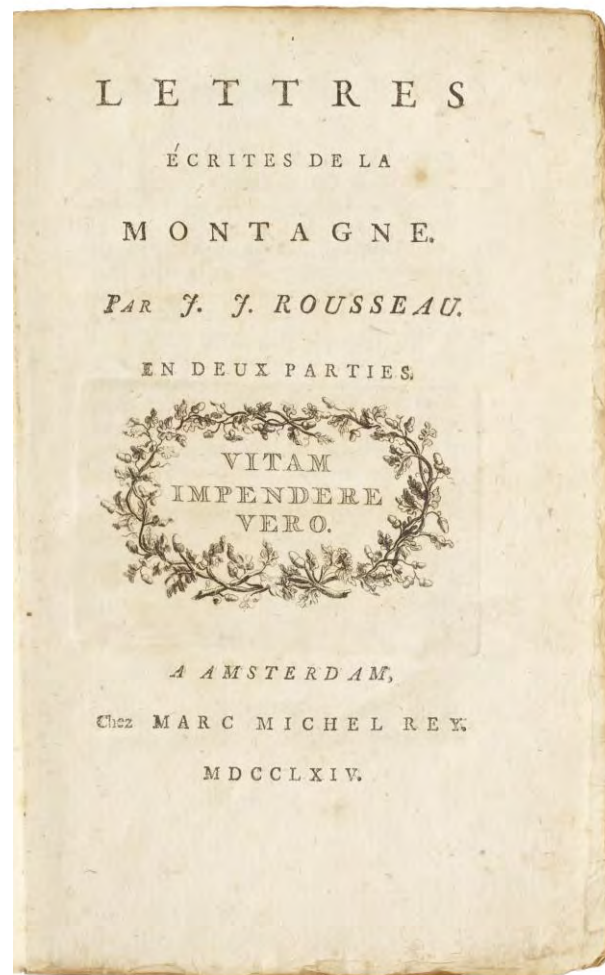 LETTRES
ÉCRITES DE LA
MONTAGNE.
PAR J. J. ROUSSEAU.
EN DEUX PARTIES.
VITAM
IMPENDERE
VERO.
A AMSTERDAM,
Chez MARC MICHEL REY.
MDCCLXIV.